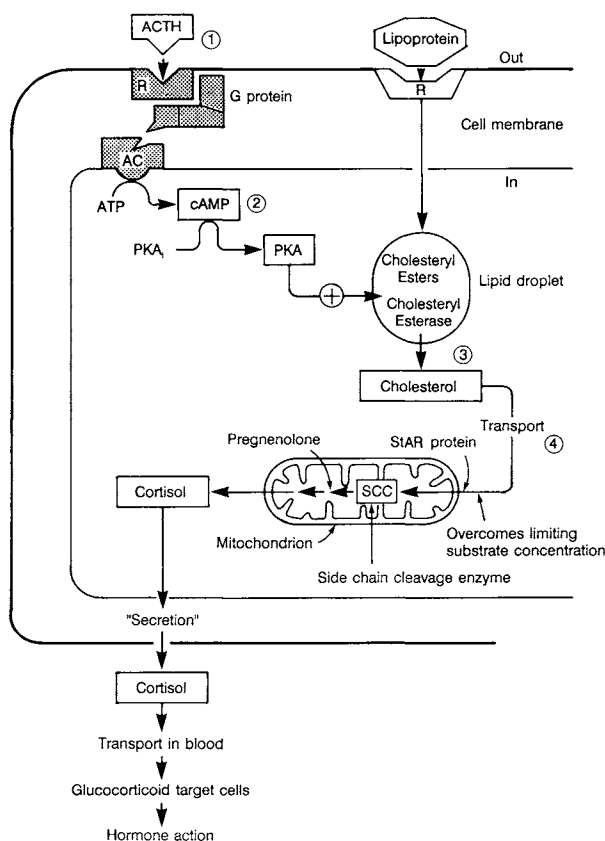 ACTH
①
Lipoprotein
Out
R
R
G protein
Cell membrane
AC
In
ATP
cAMP
②
PKAᵢ
PKA
Cholesteryl
Esters
Lipid droplet
+
Cholesteryl
Esterase
③
Cholesterol
Transport
④
Pregnenolone
StAR protein
Cortisol
SCC
Mitochondrion
Overcomes limiting
substrate concentration
Side chain cleavage enzyme
"Secretion"
Cortisol
Transport in blood
Glucocorticoid target cells
Hormone action